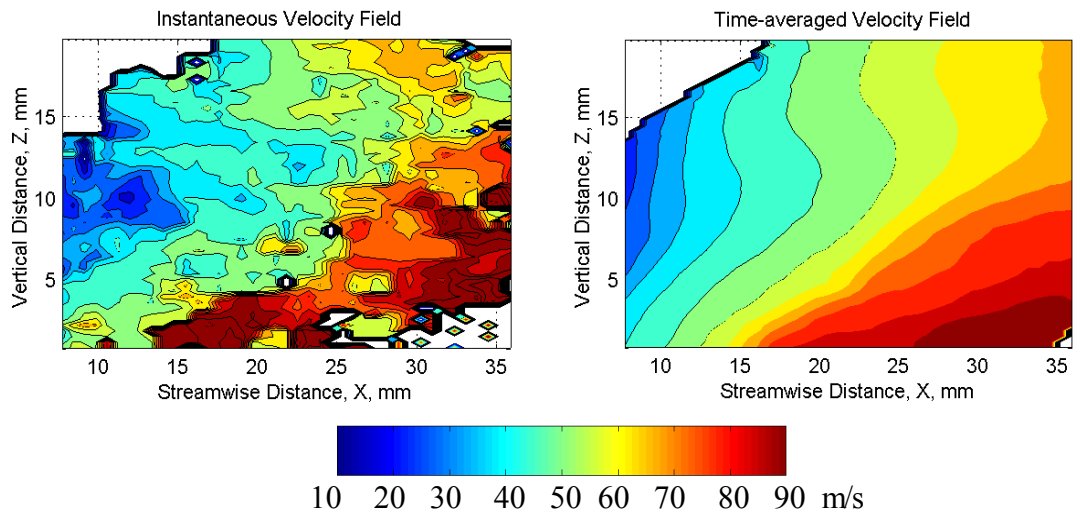 Instantaneous Velocity Field
Vertical Distance, Z, mm
15
10
5
10 15 20 25 30 35
Streamwise Distance, X, mm
Time-averaged Velocity Field
Vertical Distance, Z, mm
15
10
5
10 15 20 25 30 35
Streamwise Distance, X, mm
10 20 30 40 50 60 70 80 90 m/s